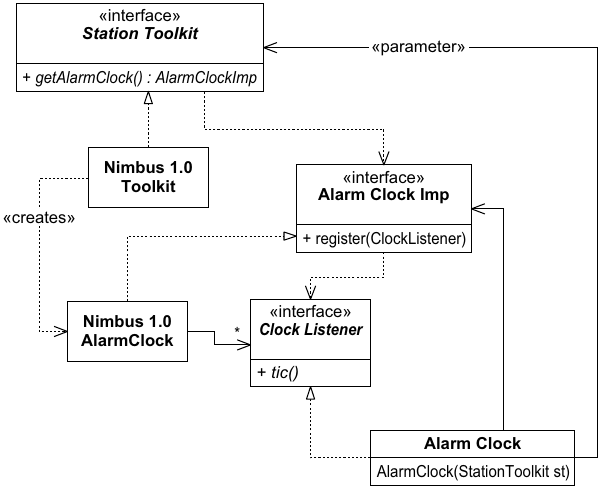 «interface»
Station Toolkit
+ getAlarmClock() : AlarmClockImp
«parameter»
Nimbus 1.0
Toolkit
«interface»
Alarm Clock Imp
+ register(ClockListener)
«creates»
Nimbus 1.0
AlarmClock
*
«interface»
Clock Listener
+ tic()
Alarm Clock
AlarmClock(StationToolkit st)